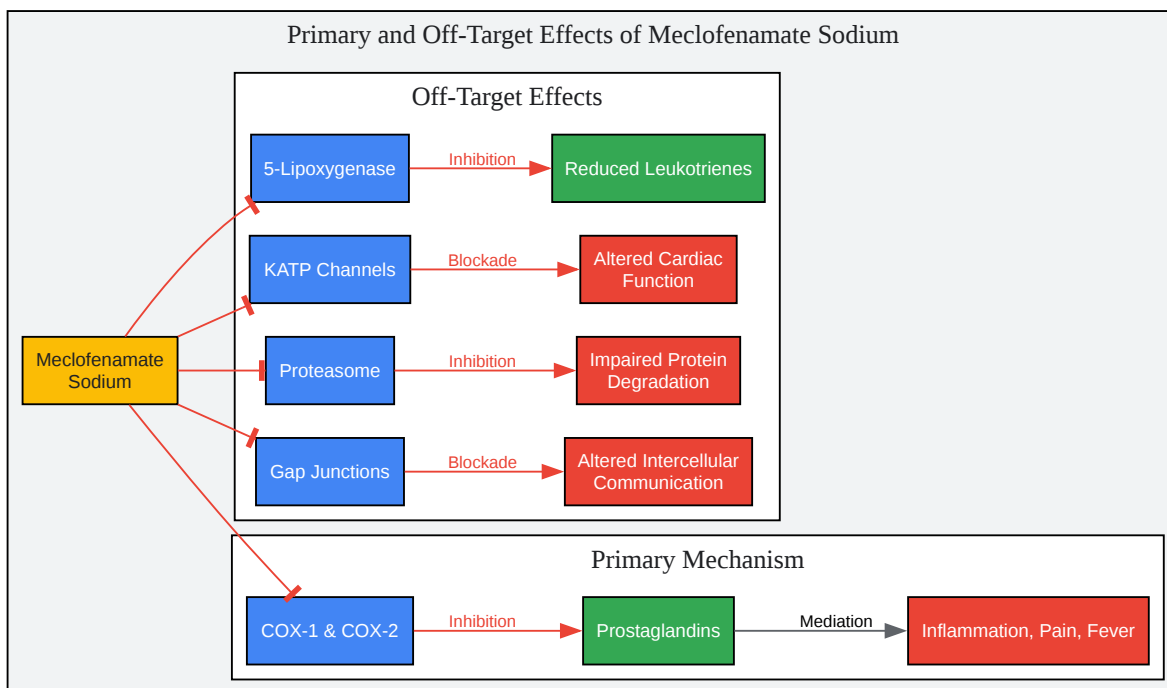 Primary and Off-Target Effects of Meclofenamate Sodium
Off-Target Effects
5-Lipoxygenase
Inhibition
Reduced Leukotrienes
KATP Channels
Blockade
Altered Cardiac
Function
Meclofenamate
Sodium
Proteasome
Inhibition
Impaired Protein
Degradation
Gap Junctions
Blockade
Altered Intercellular
Communication
Primary Mechanism
COX-1 & COX-2
Inhibition
Prostaglandins
Mediation
Inflammation, Pain, Fever